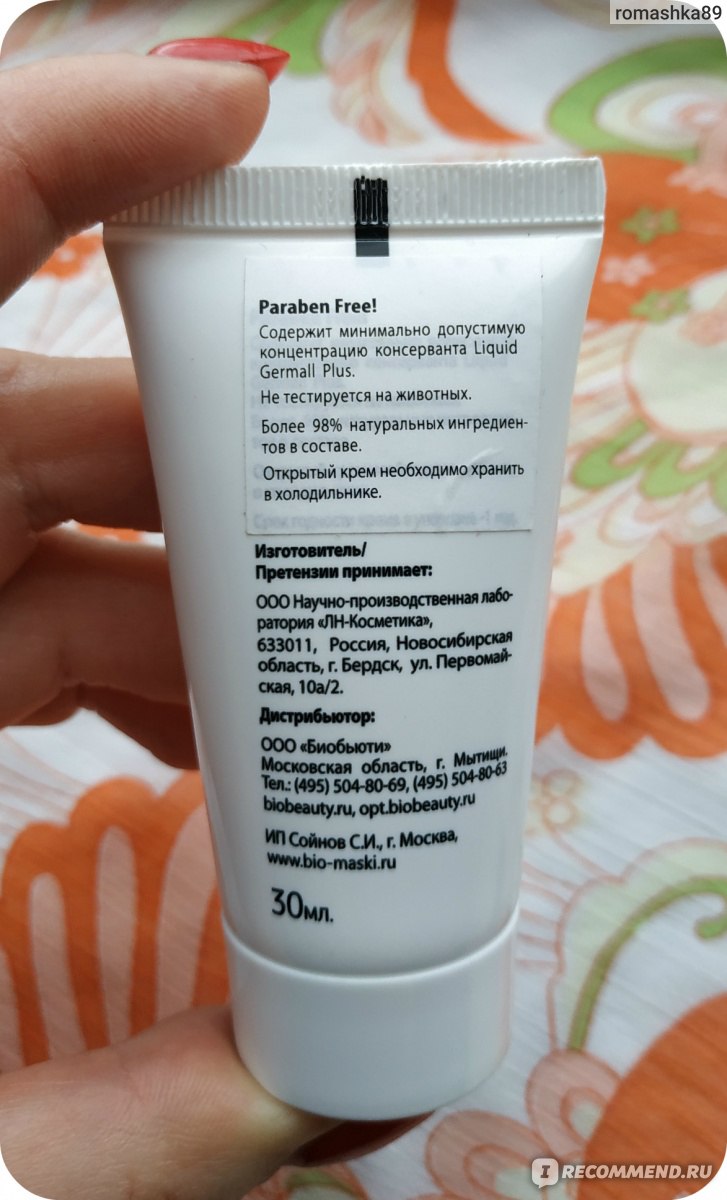 romashka89
Paraben Free!
Содержит минимально допустимую
концентрацию консерванта Liquid
Germall Plus.
Не тестируется на животных.
Более 98% натуральных ингредиен-
тов в составе.
Открытый крем необходимо хранить
в холодильнике.
Изготовитель/
Претензии принимает:
ООО Научно-производственная лабо-
ратория «ЛН-Косметика»,
633011, Россия, Новосибирская
область, г. Бердск, ул. Первомай-
ская, 10а/2.
Дистрибьютор:
ООО «Биобьюти»
Московская область, г. Мытищи.
Тел.: (495) 504-80-69, (495) 504-80-63
biobeauty.ru, opt.biobeauty.ru
ИП Сойнов С.И., г. Москва,
www.bio-maski.ru
30мл.
IRECOMMEND.RU